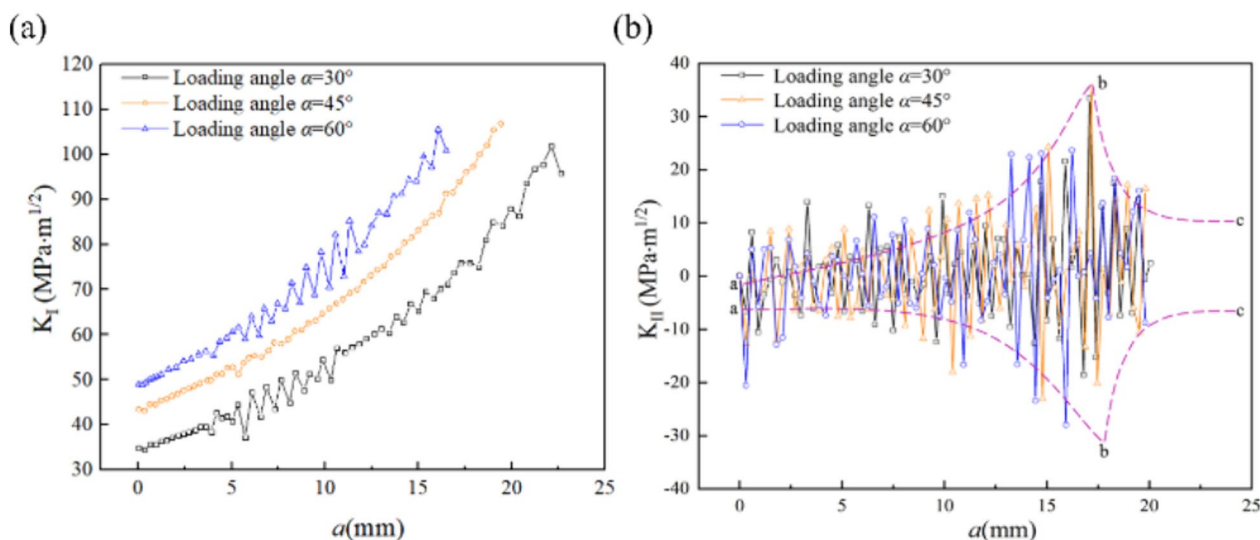 (a)
K_I (MPa·m^1/2)
120
110
100
90
80
70
60
50
40
30
Loading angle α=30°
Loading angle α=45°
Loading angle α=60°
0 5 10 15 20 25
a(mm)
(b)
K_II (MPa·m^1/2)
40
30
20
10
0
-10
-20
-30
-40
Loading angle α=30°
Loading angle α=45°
Loading angle α=60°
b
c
a
a
c
b
0 5 10 15 20 25
a(mm)